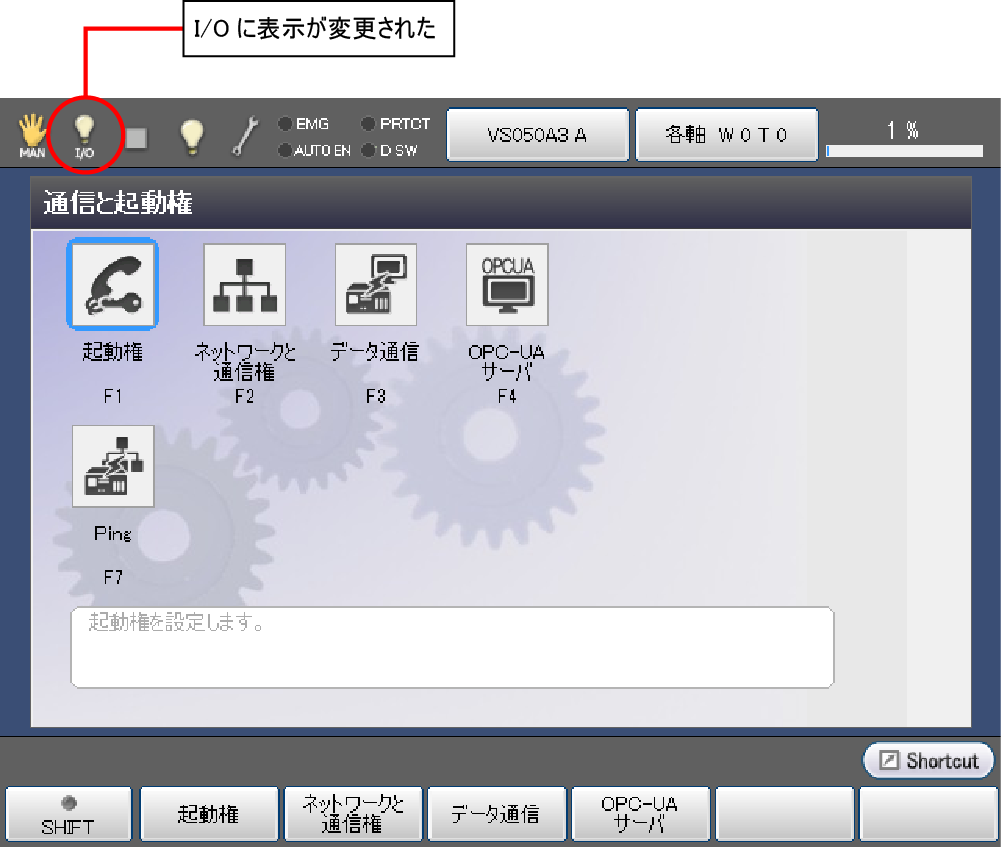 I/O に表示が変更された
MAN
I/O
EMG
PRTCT
AUTO EN
D SW
VS050A3 A
各軸 W 0 T 0
1 %
通信と起動権
起動権
F1
ネットワークと
通信権
F2
データ通信
F3
OPCUA
OPC-UA
サーバ
F4
Ping
F7
起動権を設定します。
Shortcut
SHIFT
起動権
ネットワークと
通信権
データ通信
OPC-UA
サーバ